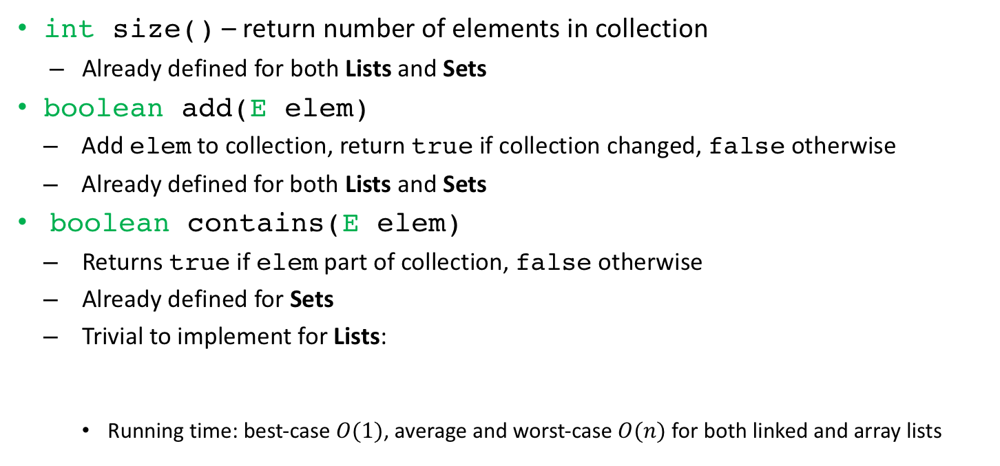 • int size() – return number of elements in collection
– Already defined for both Lists and Sets
• boolean add(E elem)
– Add elem to collection, return true if collection changed, false otherwise
– Already defined for both Lists and Sets
• boolean contains(E elem)
– Returns true if elem part of collection, false otherwise
– Already defined for Sets
– Trivial to implement for Lists:
• Running time: best-case O(1), average and worst-case O(n) for both linked and array lists